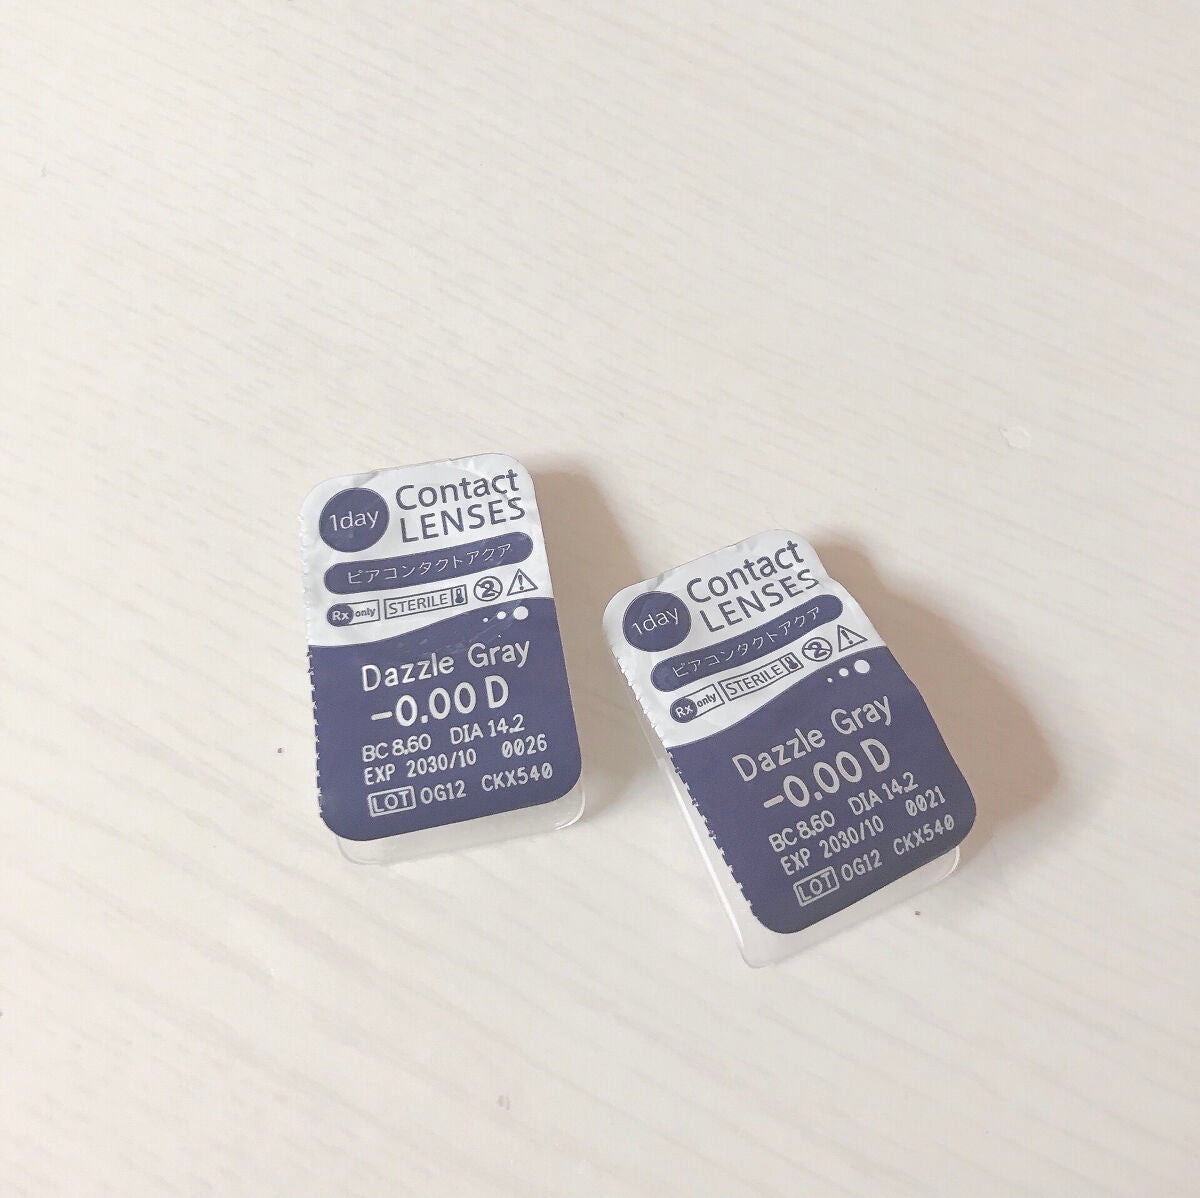 1day
Contact
LENSES
ピアコンタクトアクア
Rx only STERILE
Dazzle Gray
-0.00 D
BC 8.60 DIA 14.2
EXP 2030/10 0026
LOT OG12 CKX540
1day
Contact
LENSES
ピアコンタクトアクア
Rx only STERILE
Dazzle Gray
-0.00 D
BC 8.60 DIA 14.2
EXP 2030/10 0021
LOT OG12 CKX540